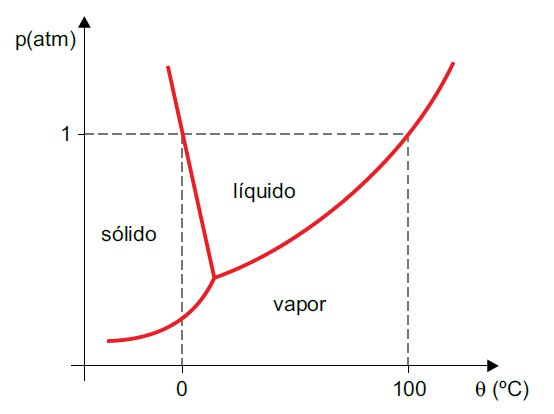 p(atm)
1
líquido
sólido
vapor
0
100
θ (ºC)